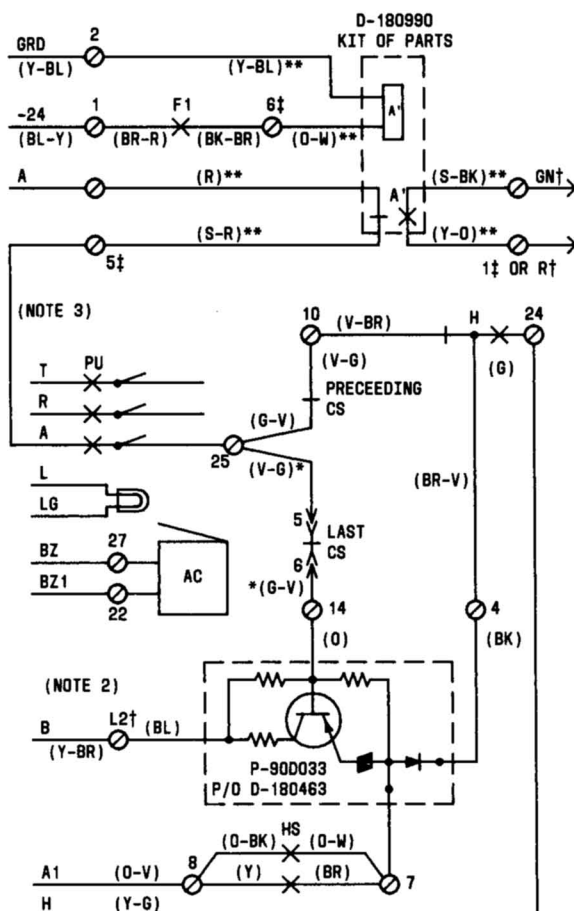 D-180990
KIT OF PARTS
GRD 2
(Y-BL) (Y-BL)**
A'
-24 1 F1 6‡
(BL-Y) (BR-R) (BK-BR) (O-W)**
A (R)** A' (S-BK)** GN†
(S-R)** (Y-O)**
5‡ 1‡ OR R†
(NOTE 3)
10 (V-BR) H 24
(V-G) (G)
T PU
PRECEEDING
CS
R
(G-V)
A
25
(V-G)* (BR-V)
L
LG
5
LAST
CS
BZ 27
6
AC
BZ1
22
*(G-V)
14 4
(O) (BK)
(NOTE 2)
B L2† (BL)
(Y-BR)
P-90D033
P/O D-180463
(O-BK) HS (O-W)
A1 (O-V) 8 (Y) (BR) 7
H (Y-G)